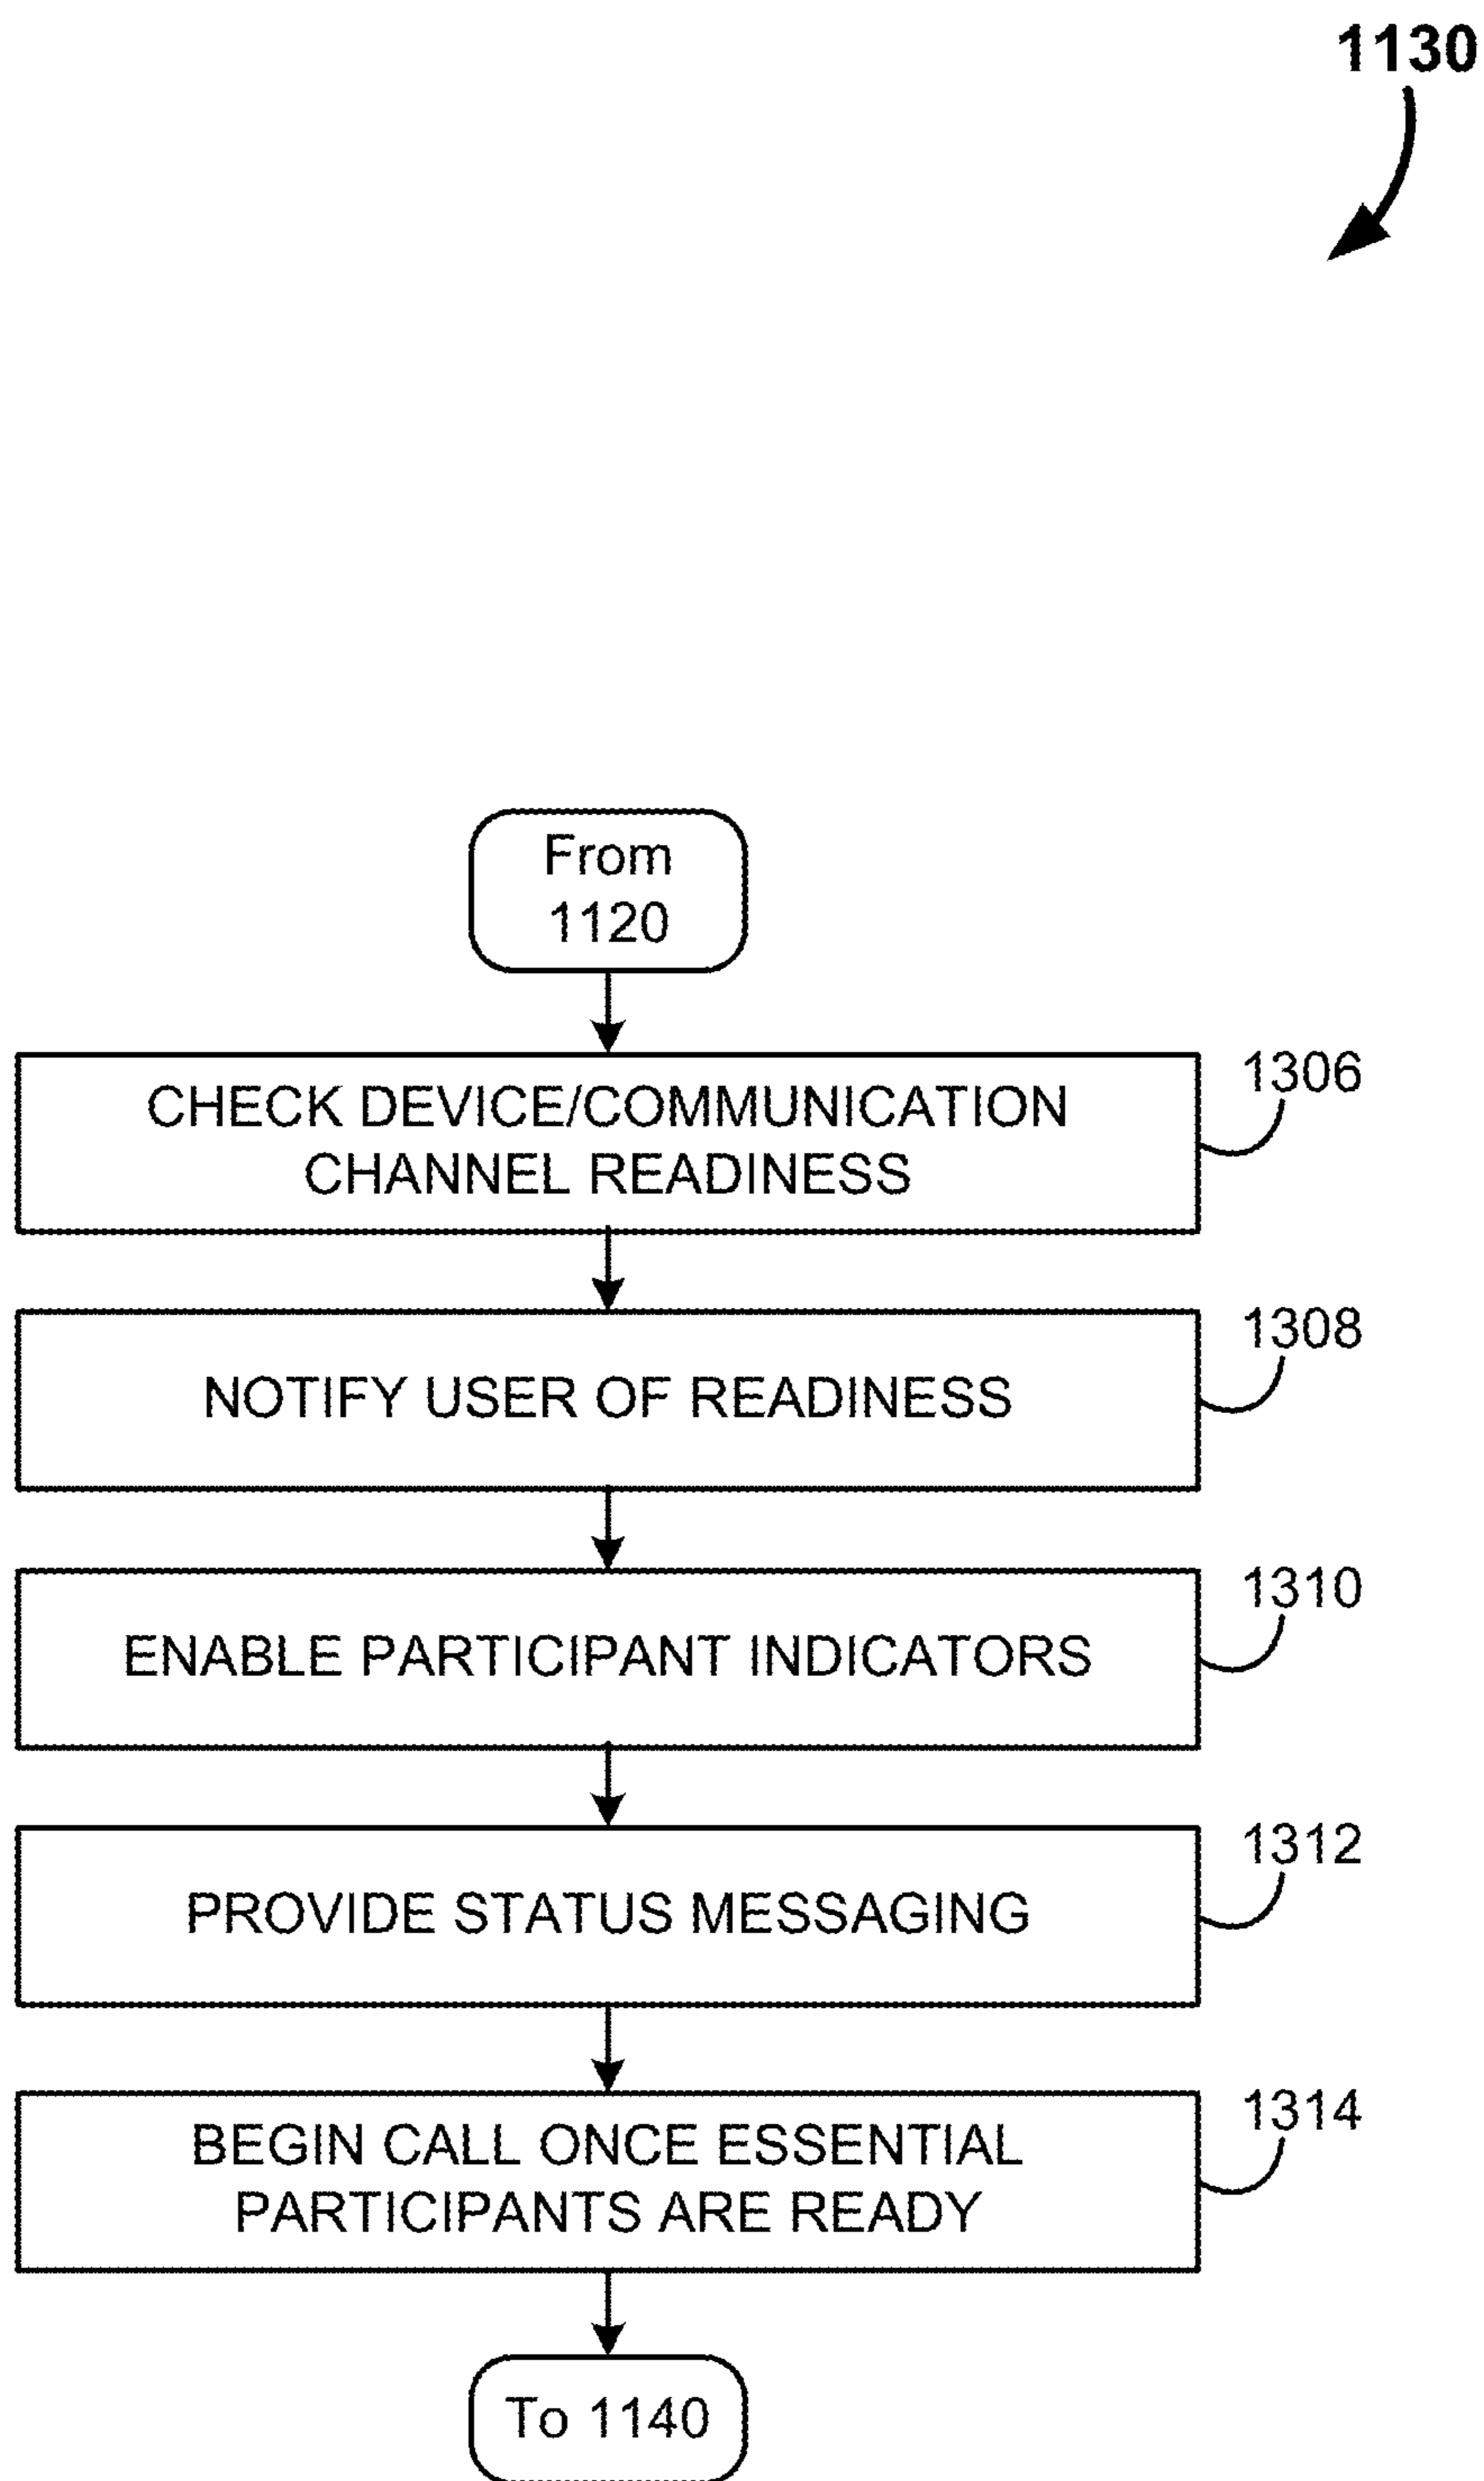 1130
From
1120
CHECK DEVICE/COMMUNICATION
CHANNEL READINESS
1306
NOTIFY USER OF READINESS
1308
ENABLE PARTICIPANT INDICATORS
1310
PROVIDE STATUS MESSAGING
1312
BEGIN CALL ONCE ESSENTIAL
PARTICIPANTS ARE READY
1314
To 1140